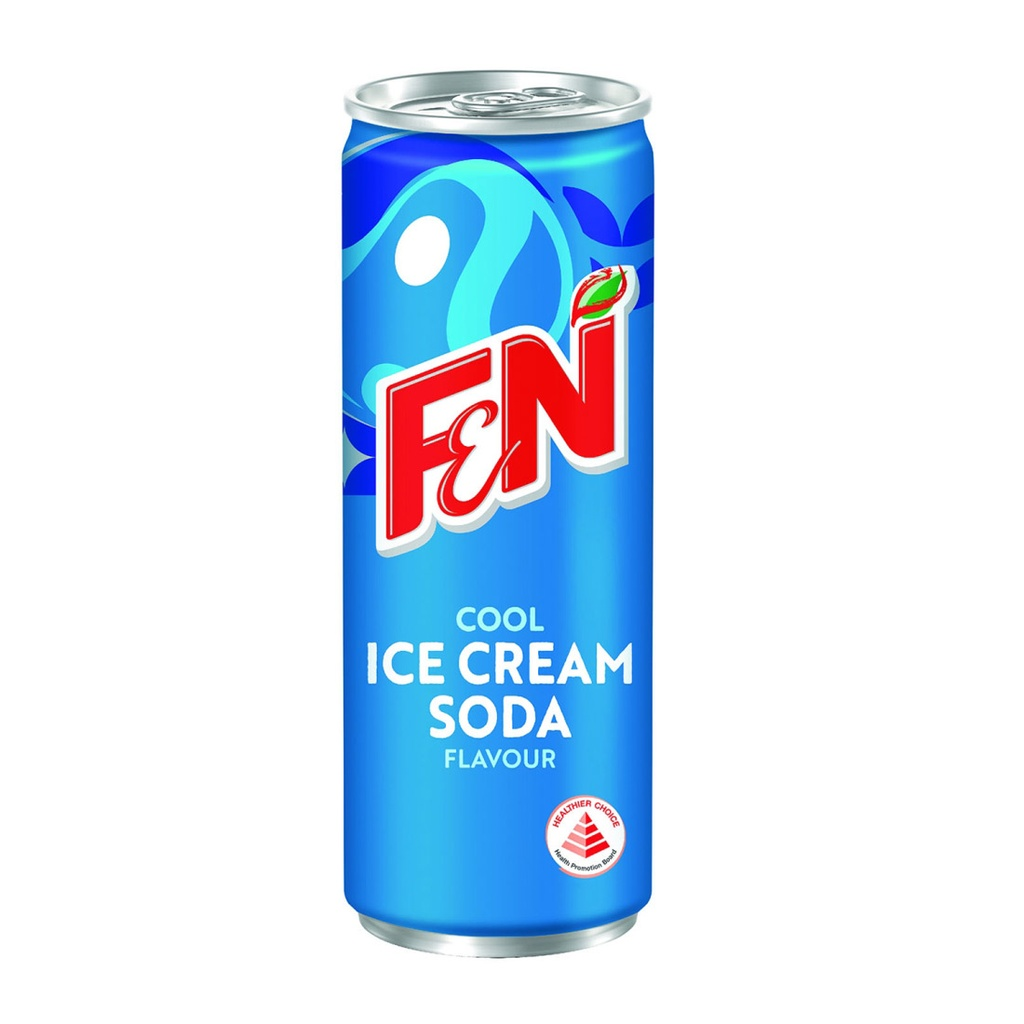 F&N
COOL
ICE CREAM
SODA
FLAVOUR
HEALTHIER CHOICE
Health Promotion Board